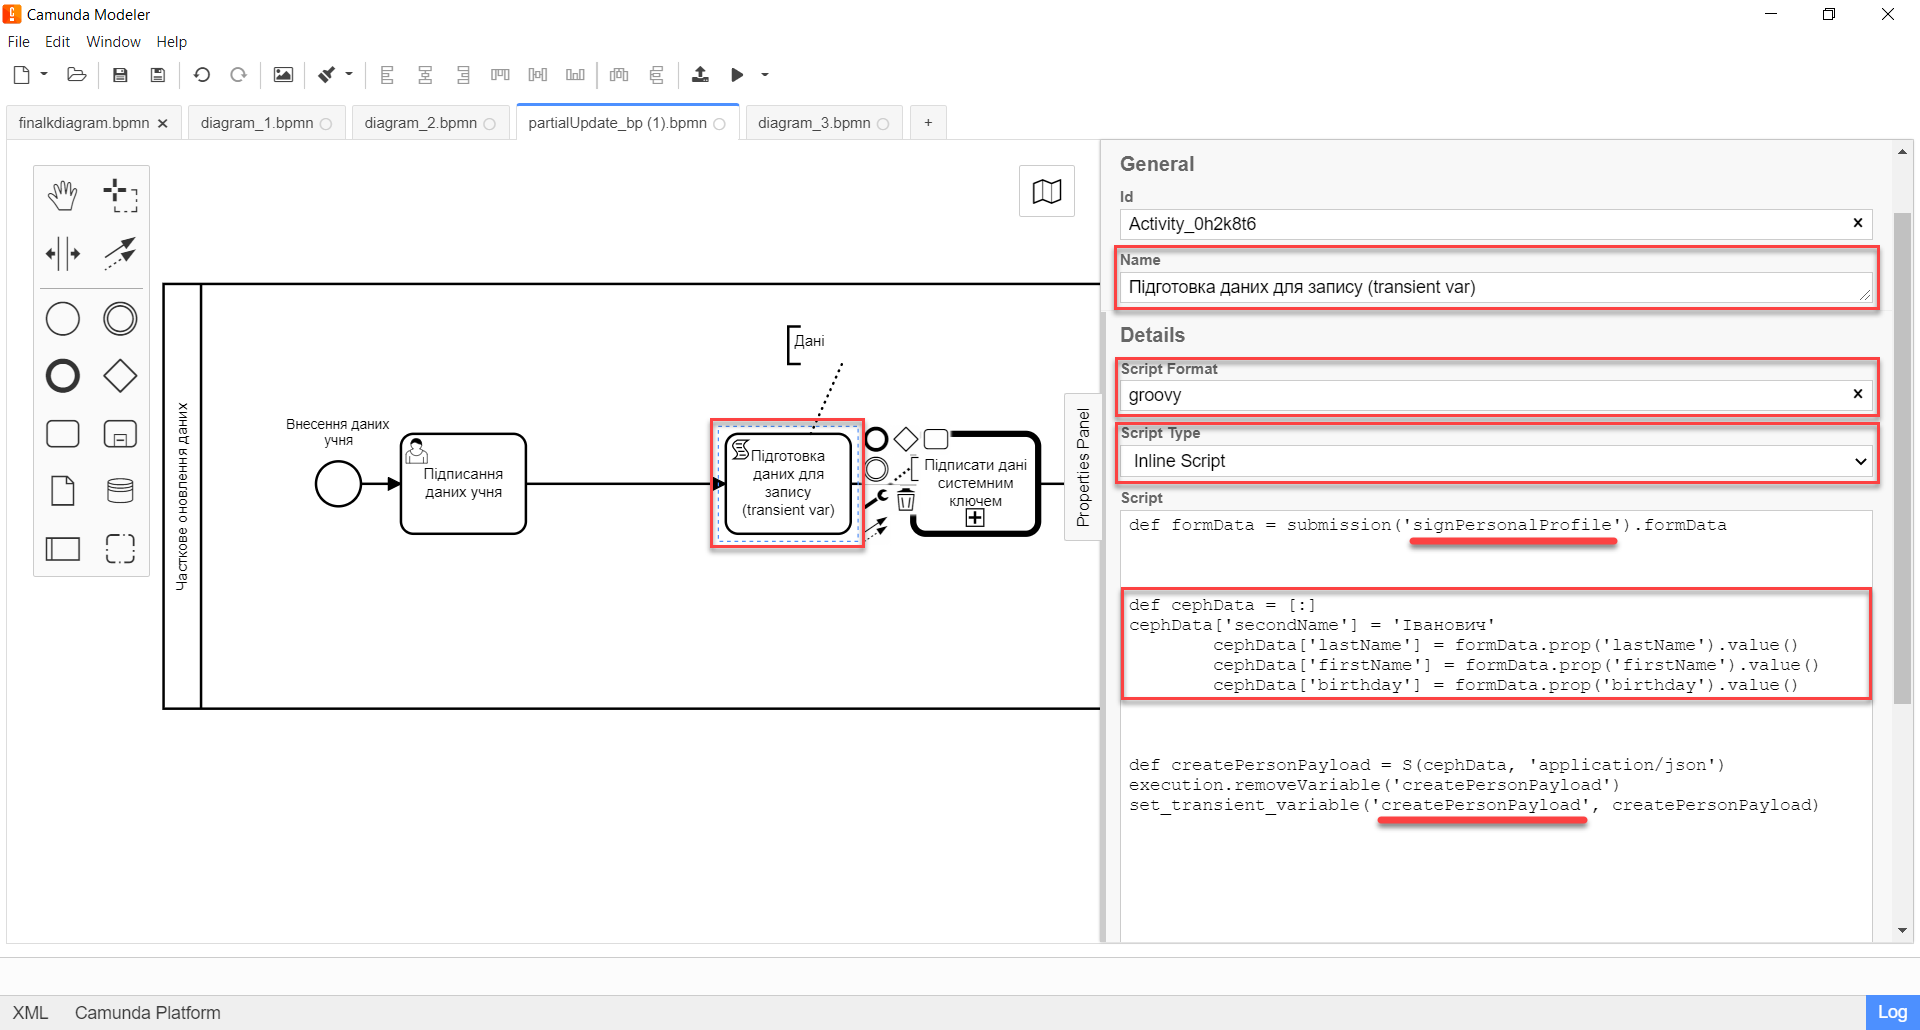 Camunda Modeler
File Edit Window Help
finalkdiagram.bpmn
diagram_1.bpmn
diagram_2.bpmn
partialUpdate_bp (1).bpmn
diagram_3.bpmn
+
Часткове оновлення даних
Внесення даних
учня
Підписання
даних учня
Дані
Підготовка
даних для
запису
(transient var)
Підписати дані
системним
ключем
Properties Panel
General
Id
Activity_0h2k8t6
Name
Підготовка даних для запису (transient var)
Details
Script Format
groovy
Script Type
Inline Script
Script
def formData = submission('signPersonalProfile').formData
def cephData = [:]
cephData['secondName'] = 'Іванович'
cephData['lastName'] = formData.prop('lastName').value()
cephData['firstName'] = formData.prop('firstName').value()
cephData['birthday'] = formData.prop('birthday').value()
def createPersonPayload = S(cephData, 'application/json')
execution.removeVariable('createPersonPayload')
set_transient_variable('createPersonPayload', createPersonPayload)
XML Camunda Platform
Log